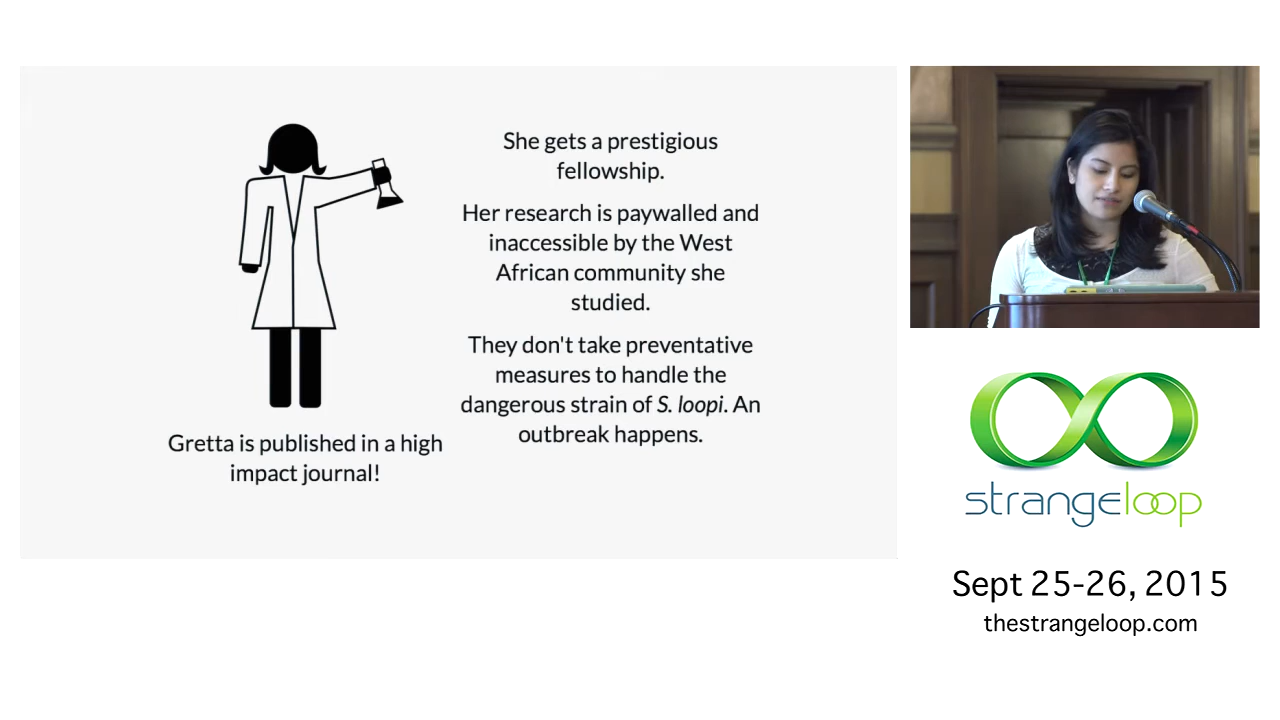 She gets a prestigious
fellowship.
Her research is paywalled and
inaccessible by the West
African community she
studied.
They don't take preventative
measures to handle the
dangerous strain of S. loopi. An
outbreak happens.
Gretta is published in a high
impact journal!
strangeloop
Sept 25-26, 2015
thestrangeloop.com